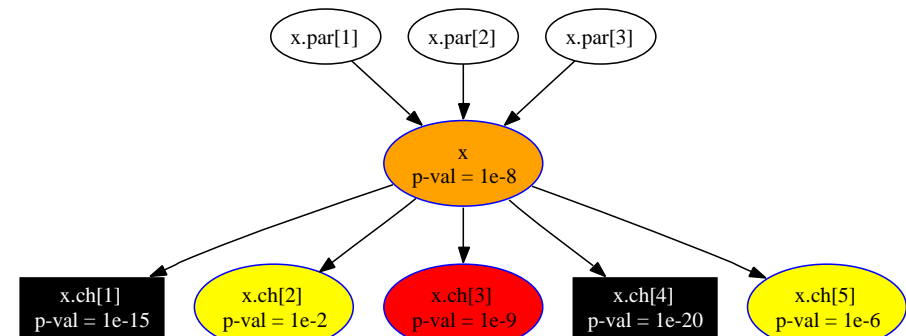 x.par[1]
x.par[2]
x.par[3]
x
p-val = 1e-8
x.ch[1]
p-val = 1e-15
x.ch[2]
p-val = 1e-2
x.ch[3]
p-val = 1e-9
x.ch[4]
p-val = 1e-20
x.ch[5]
p-val = 1e-6